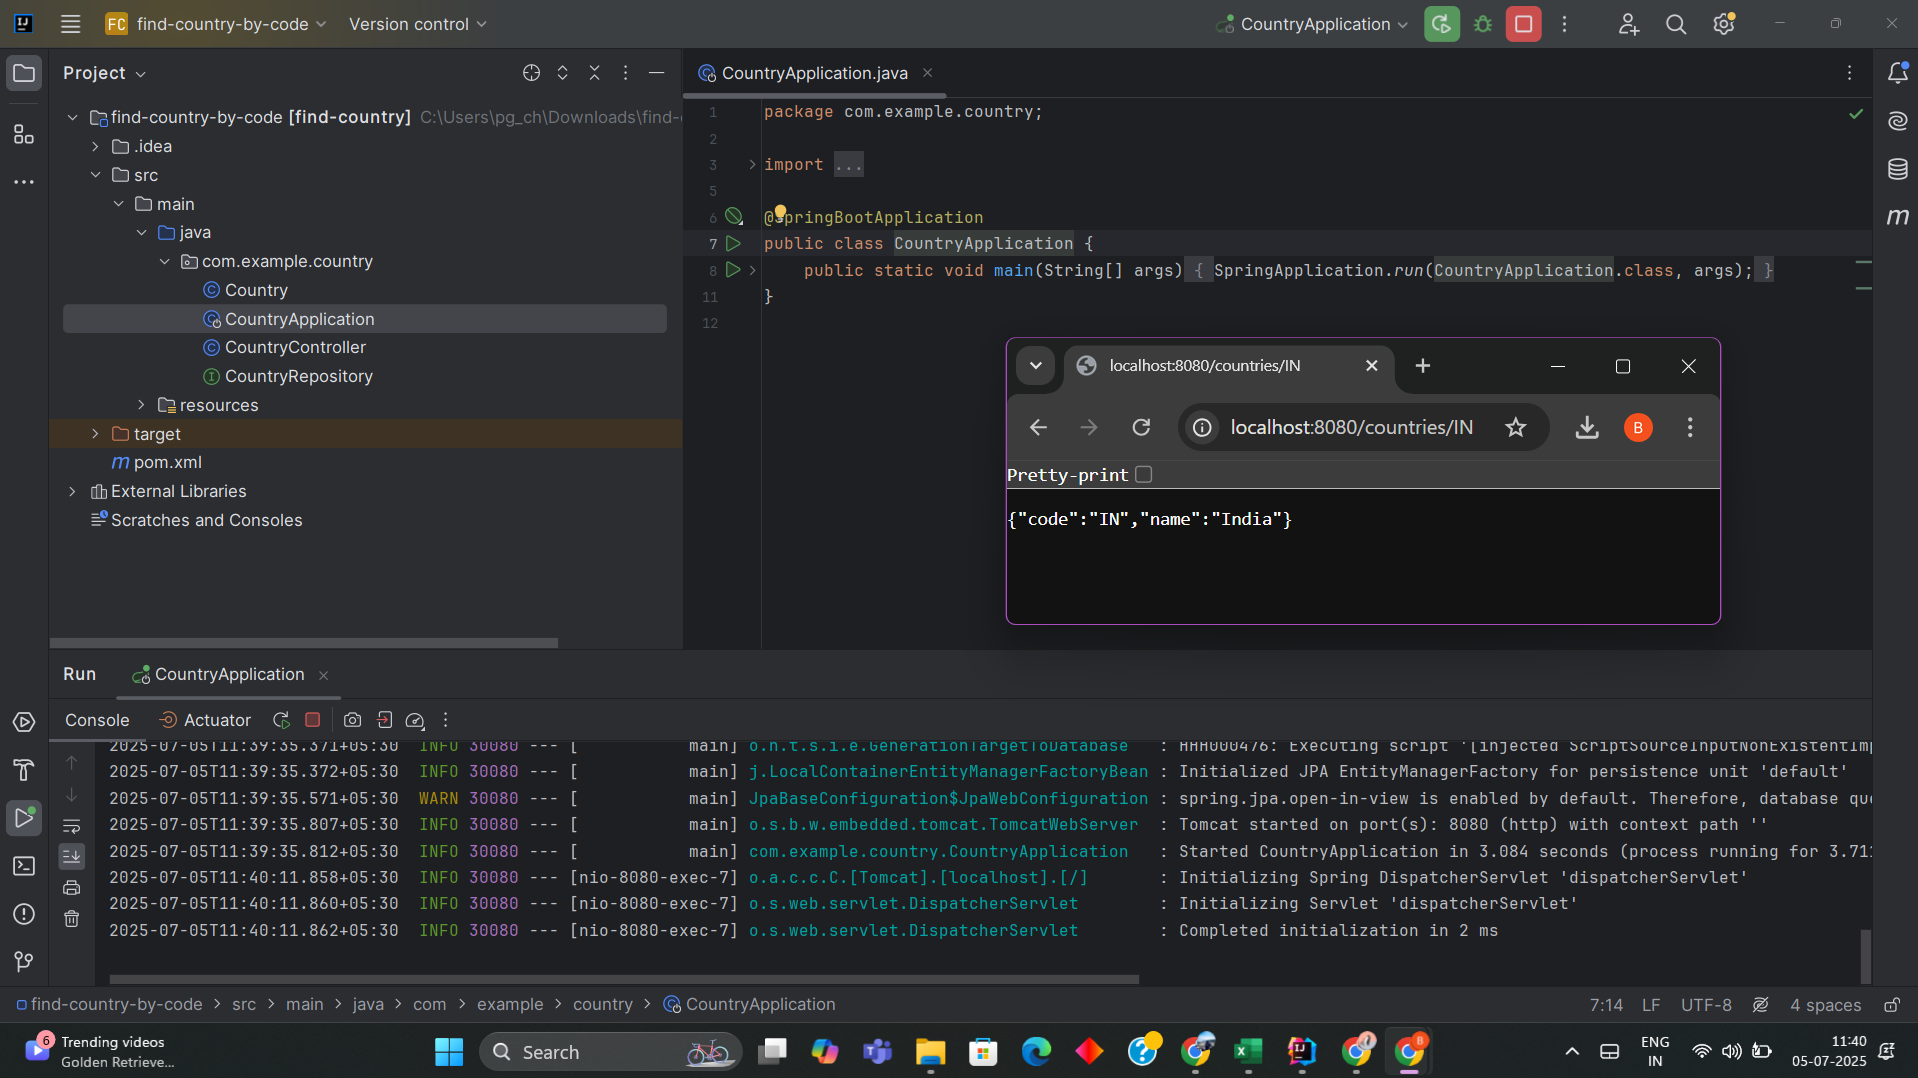 FC find-country-by-code Version control CountryApplication
Project
find-country-by-code [find-country] C:\Users\pg_ch\Downloads\find-
.idea
src
main
java
com.example.country
Country
CountryApplication
CountryController
CountryRepository
resources
target
pom.xml
External Libraries
Scratches and Consoles
CountryApplication.java
1 package com.example.country;
2
3 import ...
5
6 @SpringBootApplication
7 public class CountryApplication {
8 public static void main(String[] args) { SpringApplication.run(CountryApplication.class, args); }
11 }
12
localhost:8080/countries/IN
localhost:8080/countries/IN B
Pretty-print
{"code":"IN","name":"India"}
Run CountryApplication
Console Actuator
2025-07-05T11:39:35.371+05:30 INFO 30080 --- [ main] o.h.t.s.i.e.GenerationTargetToDatabase : HHH000476: Executing script '[injected ScriptSourceInputNonExistentImp
2025-07-05T11:39:35.372+05:30 INFO 30080 --- [ main] j.LocalContainerEntityManagerFactoryBean : Initialized JPA EntityManagerFactory for persistence unit 'default'
2025-07-05T11:39:35.571+05:30 WARN 30080 --- [ main] JpaBaseConfiguration$JpaWebConfiguration : spring.jpa.open-in-view is enabled by default. Therefore, database que
2025-07-05T11:39:35.807+05:30 INFO 30080 --- [ main] o.s.b.w.embedded.tomcat.TomcatWebServer : Tomcat started on port(s): 8080 (http) with context path ''
2025-07-05T11:39:35.812+05:30 INFO 30080 --- [ main] com.example.country.CountryApplication : Started CountryApplication in 3.084 seconds (process running for 3.711
2025-07-05T11:40:11.858+05:30 INFO 30080 --- [nio-8080-exec-7] o.a.c.c.C.[Tomcat].[localhost].[/] : Initializing Spring DispatcherServlet 'dispatcherServlet'
2025-07-05T11:40:11.860+05:30 INFO 30080 --- [nio-8080-exec-7] o.s.web.servlet.DispatcherServlet : Initializing Servlet 'dispatcherServlet'
2025-07-05T11:40:11.862+05:30 INFO 30080 --- [nio-8080-exec-7] o.s.web.servlet.DispatcherServlet : Completed initialization in 2 ms
find-country-by-code > src > main > java > com > example > country > CountryApplication 7:14 LF UTF-8 4 spaces
6 Trending videos
Golden Retrieve...
Search
ENG
IN
11:40
05-07-2025